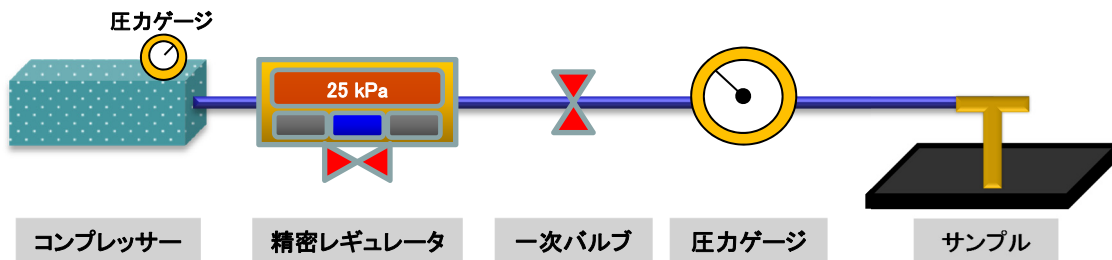 圧力ゲージ
25 kPa
コンプレッサー
精密レギュレータ
一次バルブ
圧力ゲージ
サンプル